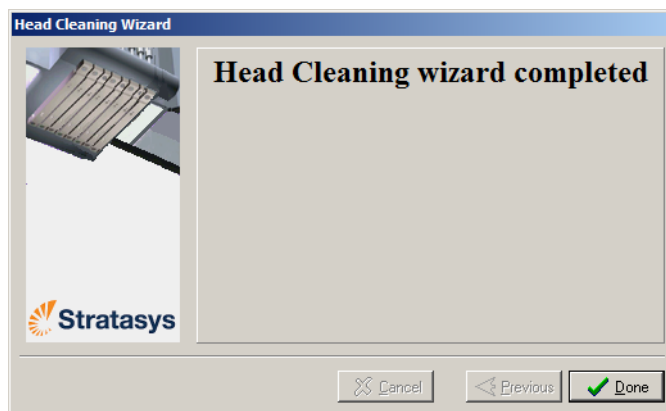 Head Cleaning Wizard
Head Cleaning wizard completed
Stratasys
Cancel
Previous
Done